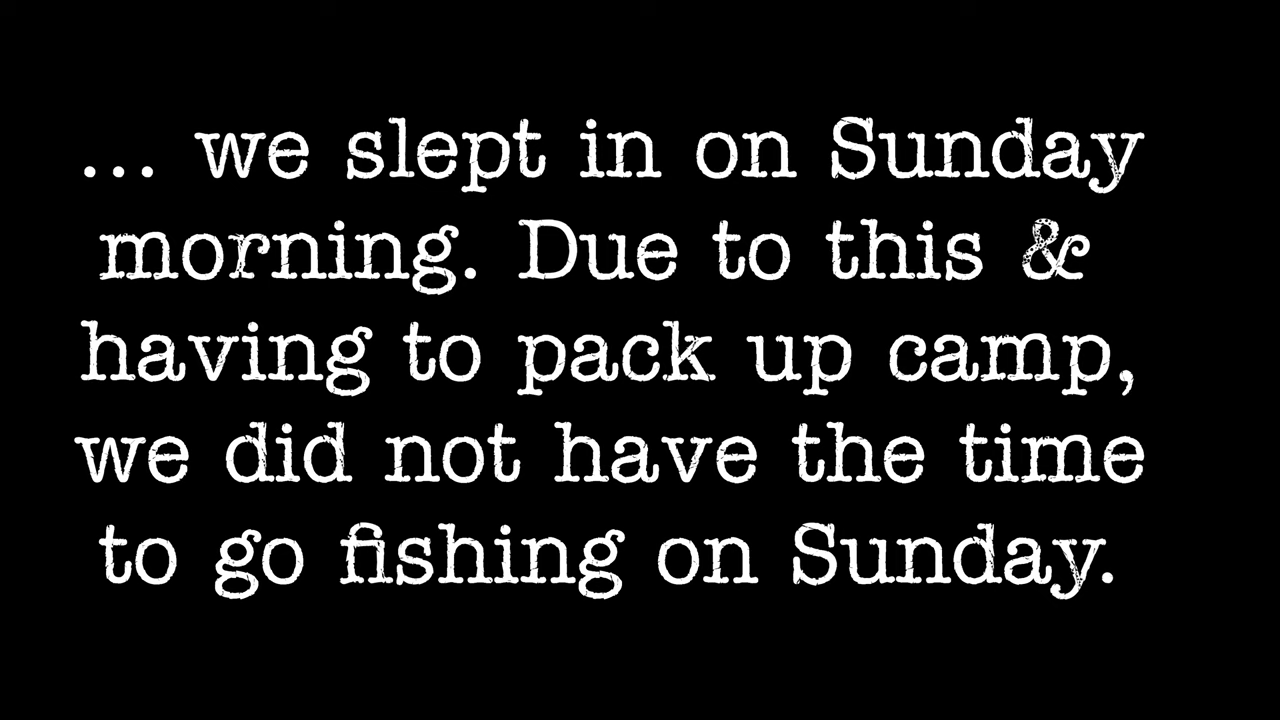 ... we slept in on Sunday
morning. Due to this &
having to pack up camp,
we did not have the time
to go fishing on Sunday.